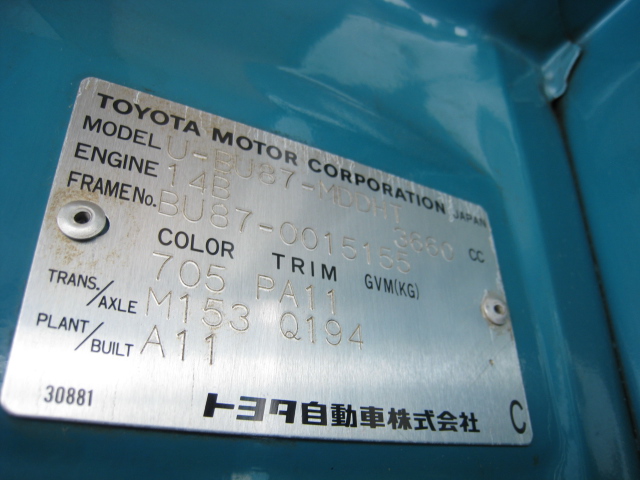 TOYOTA MOTOR CORPORATION JAPAN
MODEL U-BU87-MDDHT
ENGINE 14B 3660 CC
FRAME No. BU87-0015155
COLOR TRIM GVM(KG)
705 PA11
TRANS./AXLE M153 Q194
PLANT/BUILT A11
30881 トヨタ自動車株式会社 C